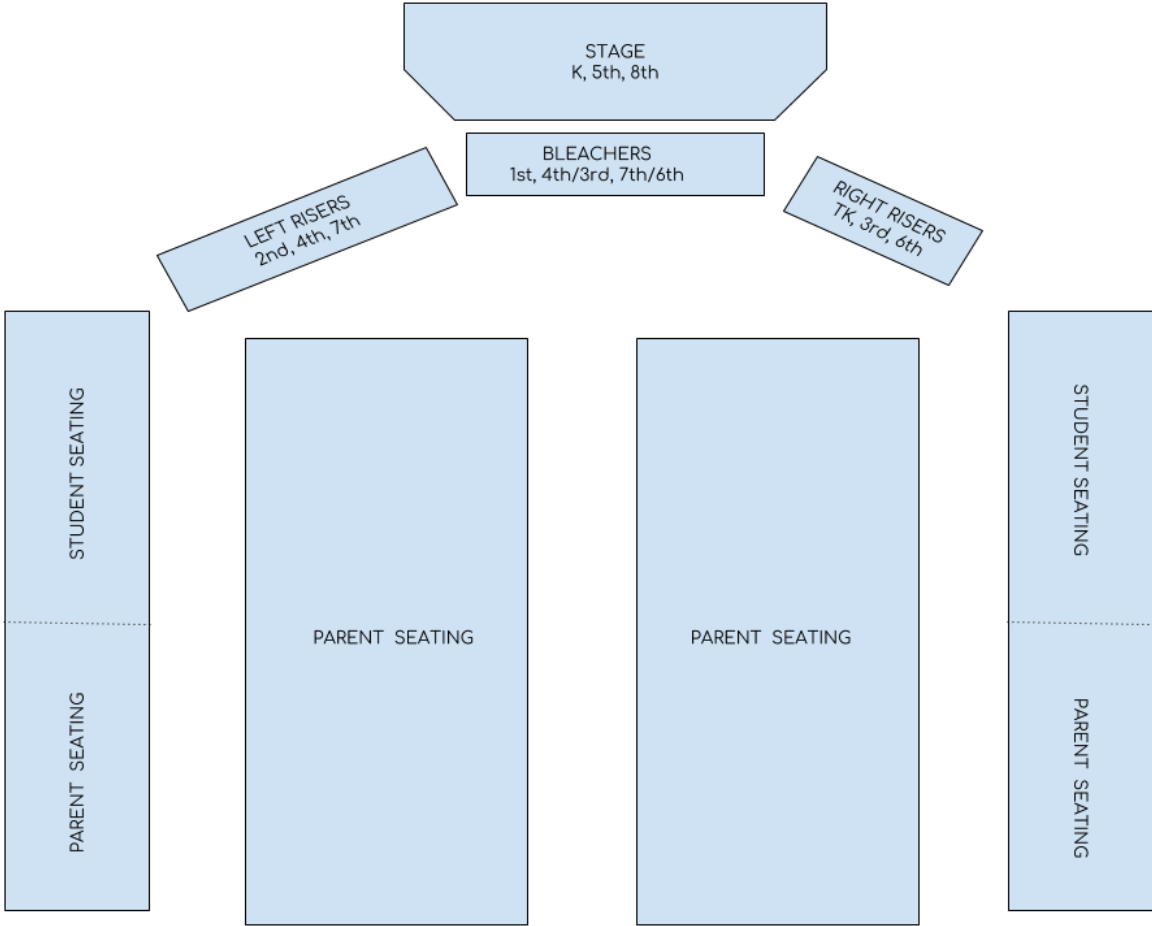 STAGE
K, 5th, 8th
BLEACHERS
1st, 4th/3rd, 7th/6th
LEFT RISERS
2nd, 4th, 7th
RIGHT RISERS
TK, 3rd, 6th
STUDENT SEATING
STUDENT SEATING
PARENT SEATING
PARENT SEATING
PARENT SEATING
PARENT SEATING